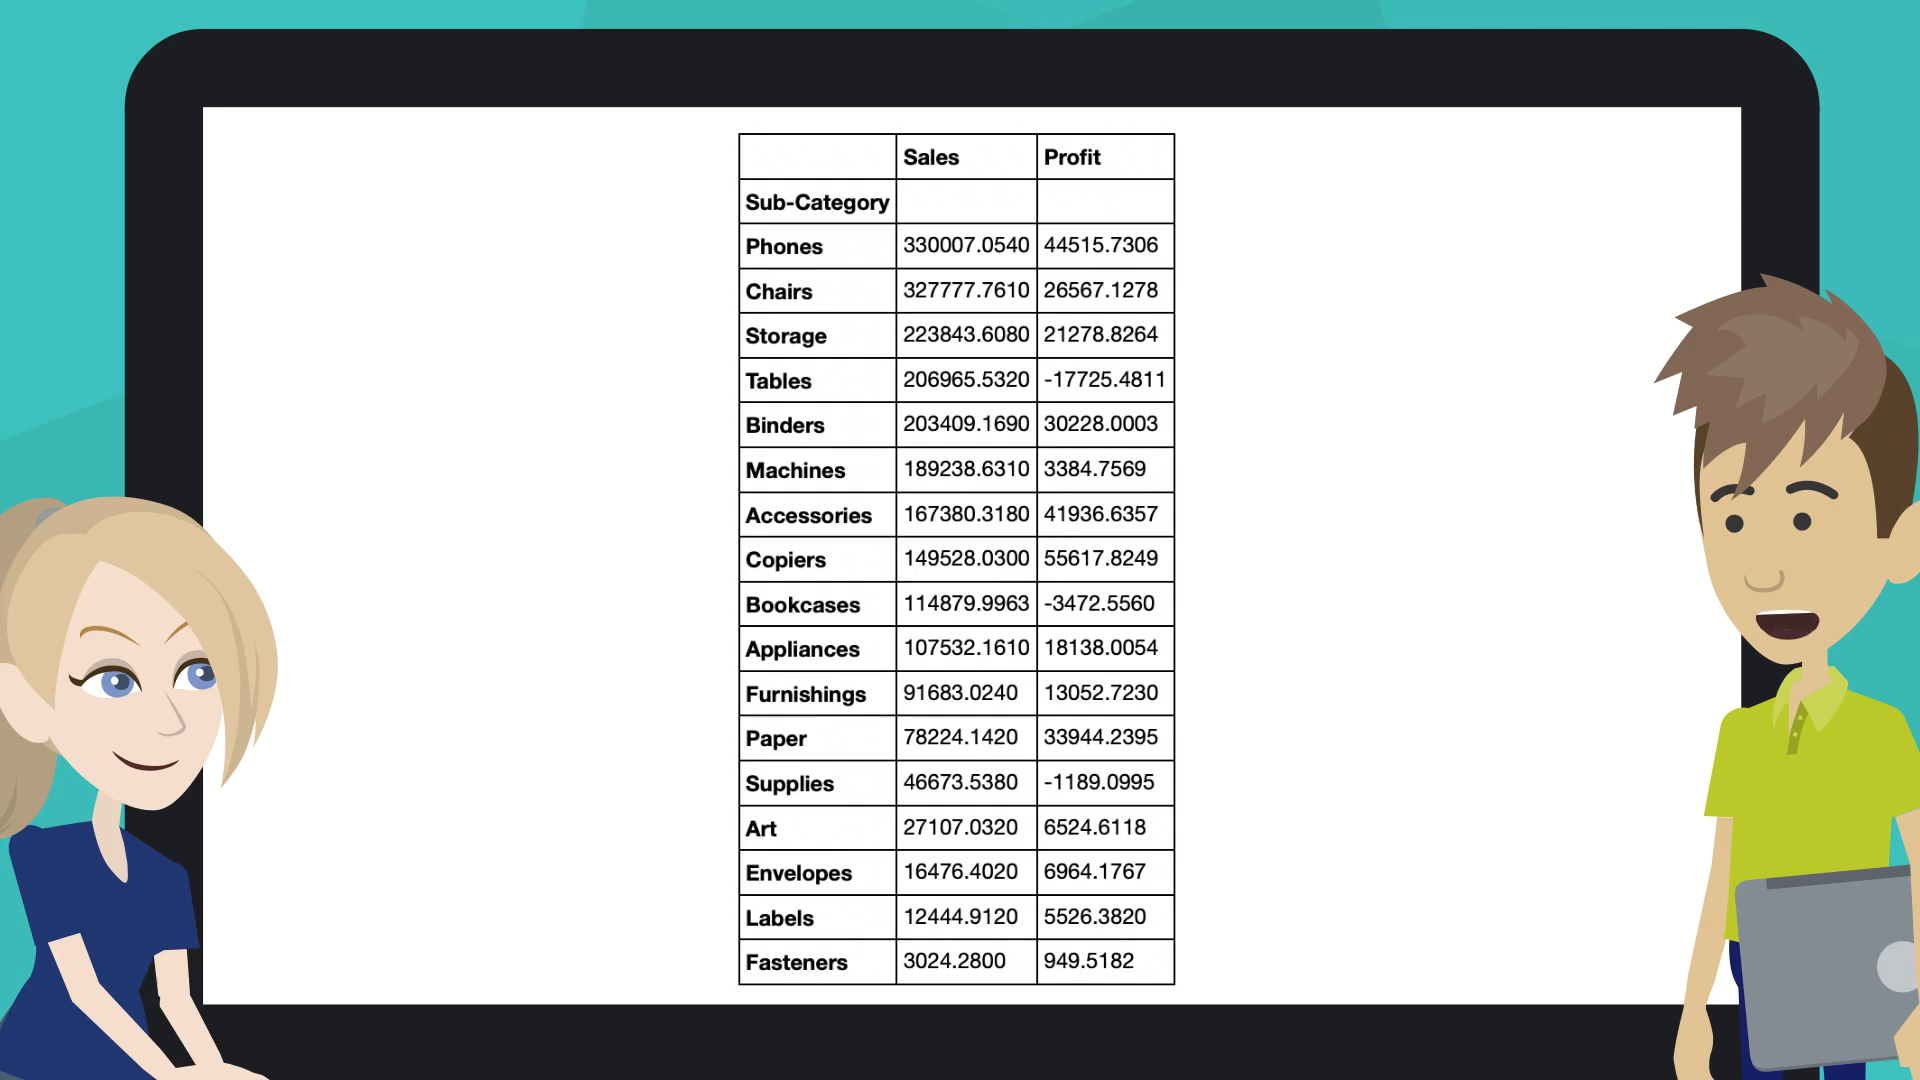 Sales Profit
Sub-Category
Phones 330007.0540 44515.7306
Chairs 327777.7610 26567.1278
Storage 223843.6080 21278.8264
Tables 206965.5320 -17725.4811
Binders 203409.1690 30228.0003
Machines 189238.6310 3384.7569
Accessories 167380.3180 41936.6357
Copiers 149528.0300 55617.8249
Bookcases 114879.9963 -3472.5560
Appliances 107532.1610 18138.0054
Furnishings 91683.0240 13052.7230
Paper 78224.1420 33944.2395
Supplies 46673.5380 -1189.0995
Art 27107.0320 6524.6118
Envelopes 16476.4020 6964.1767
Labels 12444.9120 5526.3820
Fasteners 3024.2800 949.5182